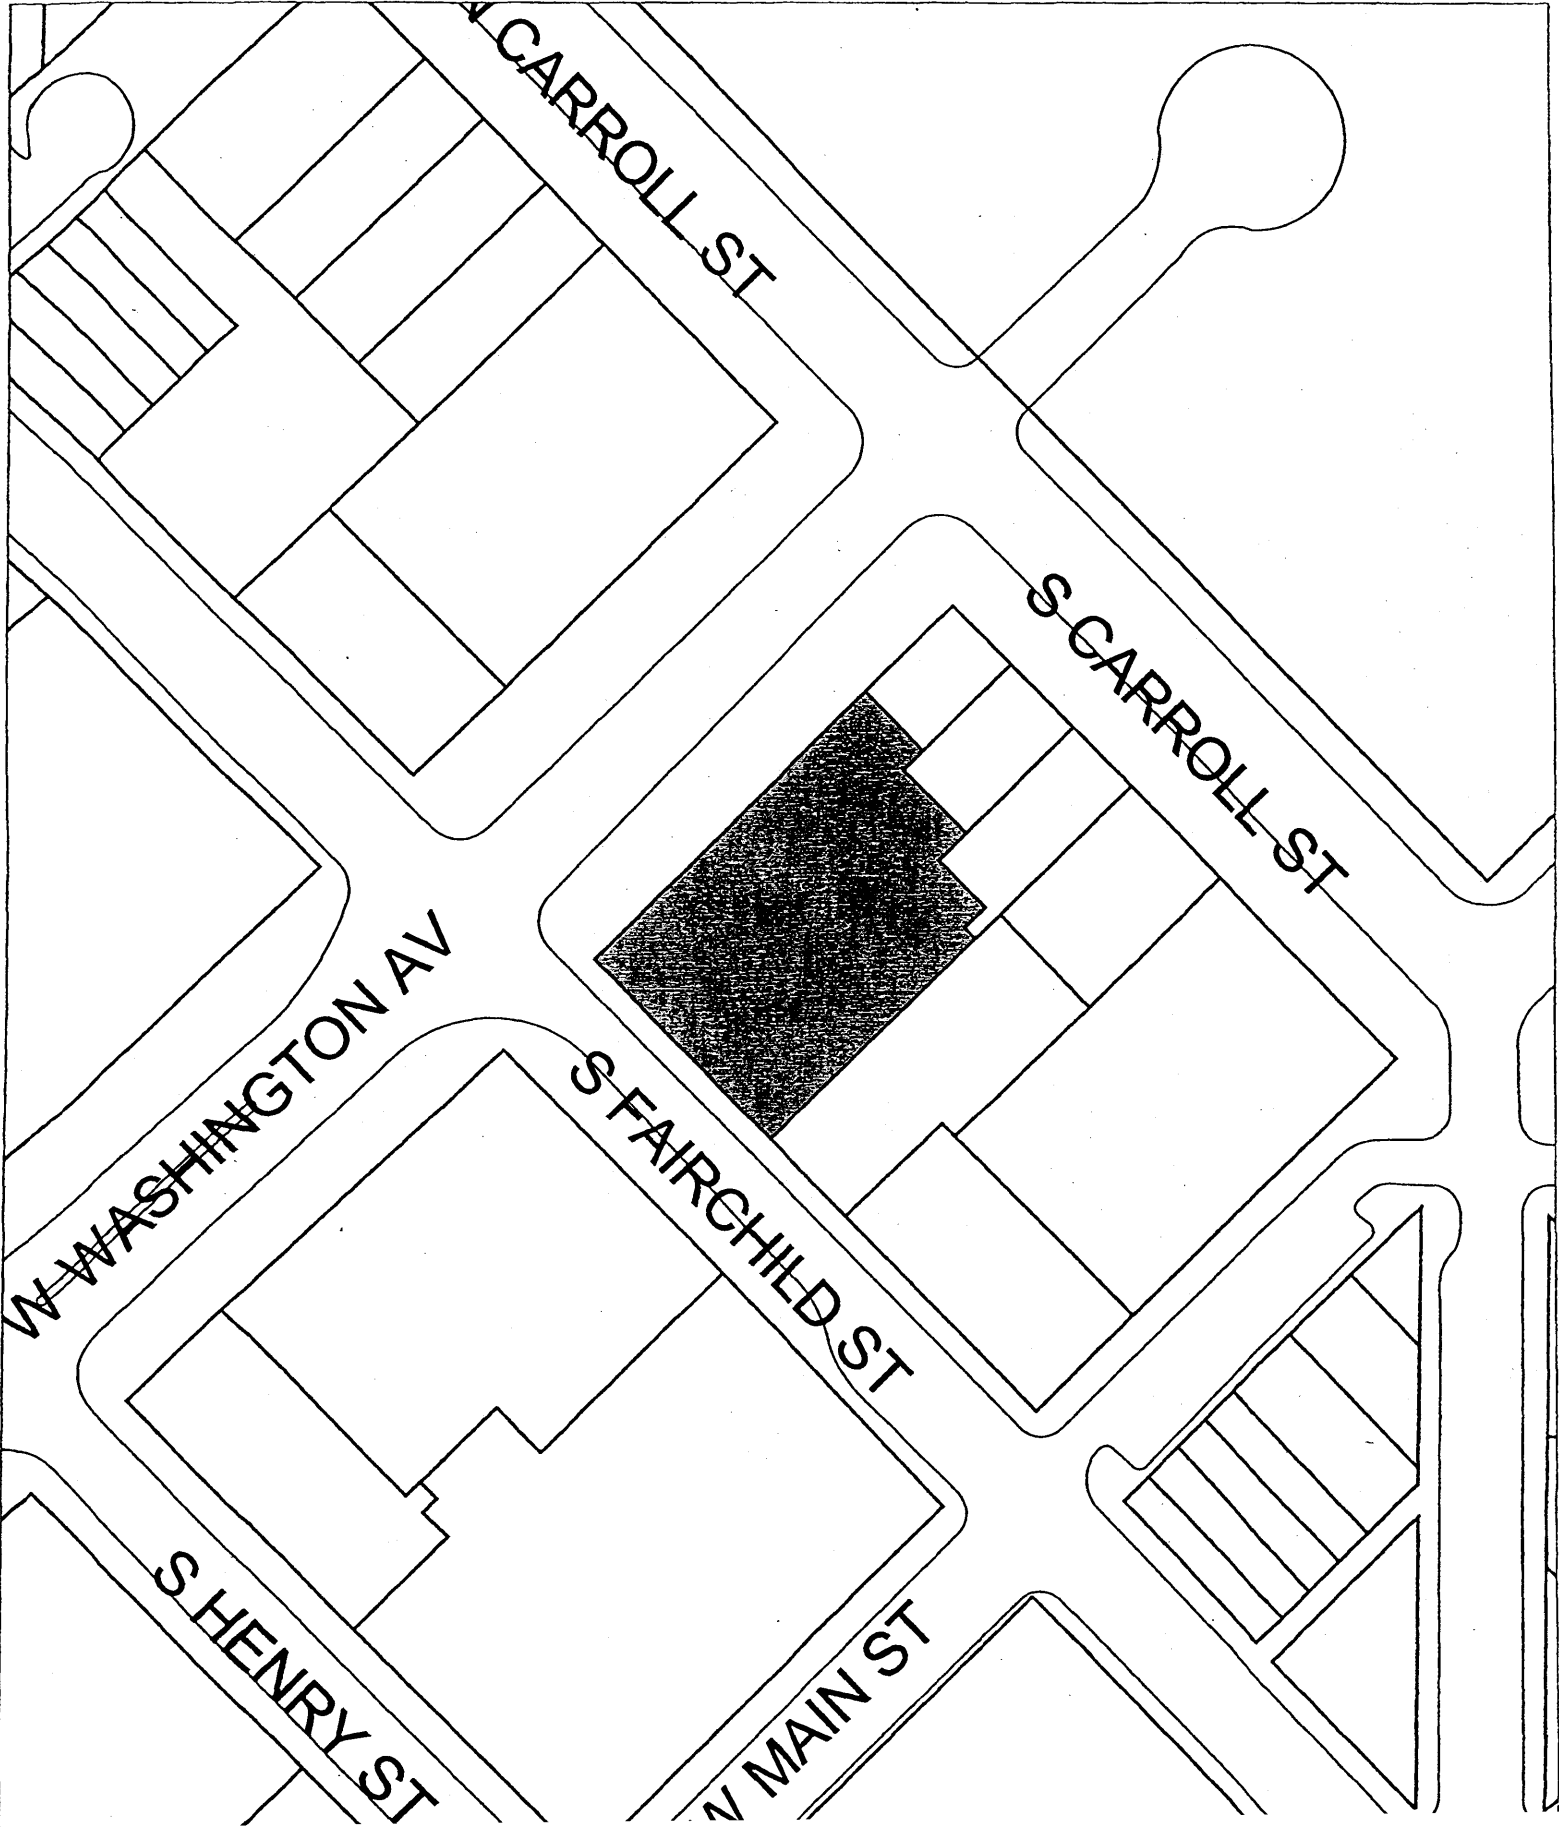 N CARROLL ST
S CARROLL ST
W WASHINGTON AV
S FAIRCHILD ST
S HENRY ST
W MAIN ST